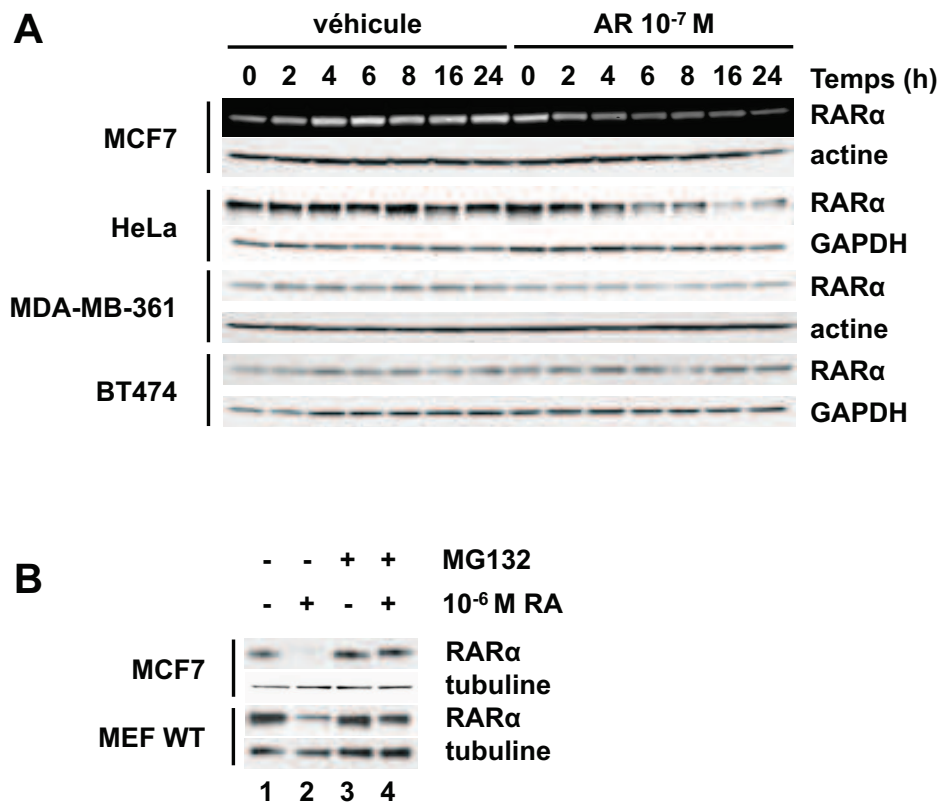 A
véhicule AR 10⁻⁷ M
0 2 4 6 8 16 24 0 2 4 6 8 16 24 Temps (h)
MCF7
RARα
actine
HeLa
RARα
GAPDH
MDA-MB-361
RARα
actine
BT474
RARα
GAPDH
B
- - + + MG132
- + - + 10⁻⁶ M RA
MCF7
RARα
tubuline
MEF WT
RARα
tubuline
1 2 3 4